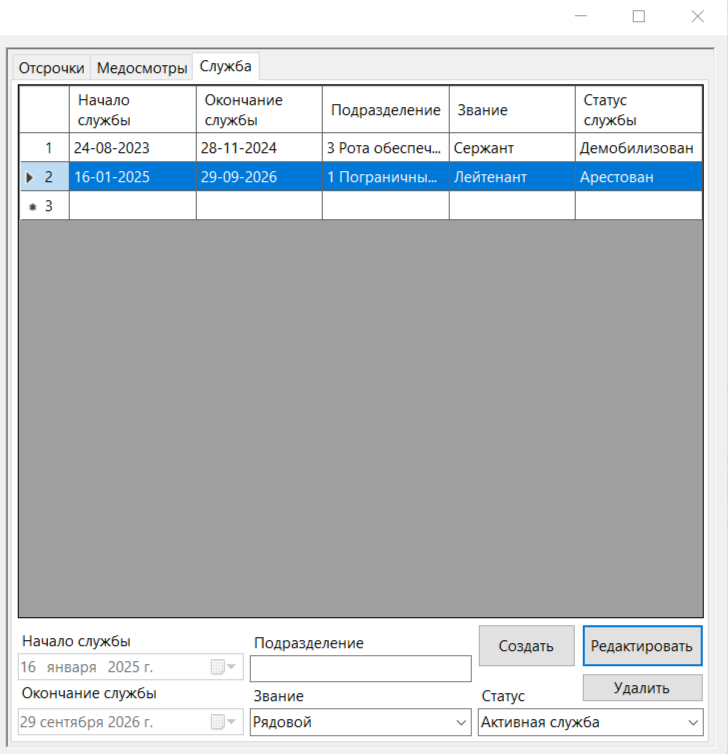 Отсрочки Медосмотры Служба
Начало службы Окончание службы Подразделение Звание Статус службы
1 24-08-2023 28-11-2024 3 Рота обеспеч... Сержант Демобилизован
2 16-01-2025 29-09-2026 1 Пограничны... Лейтенант Арестован
3
Начало службы Подразделение Создать Редактировать
16 января 2025 г.
Окончание службы Звание Статус Удалить
29 сентября 2026 г. Рядовой Активная служба